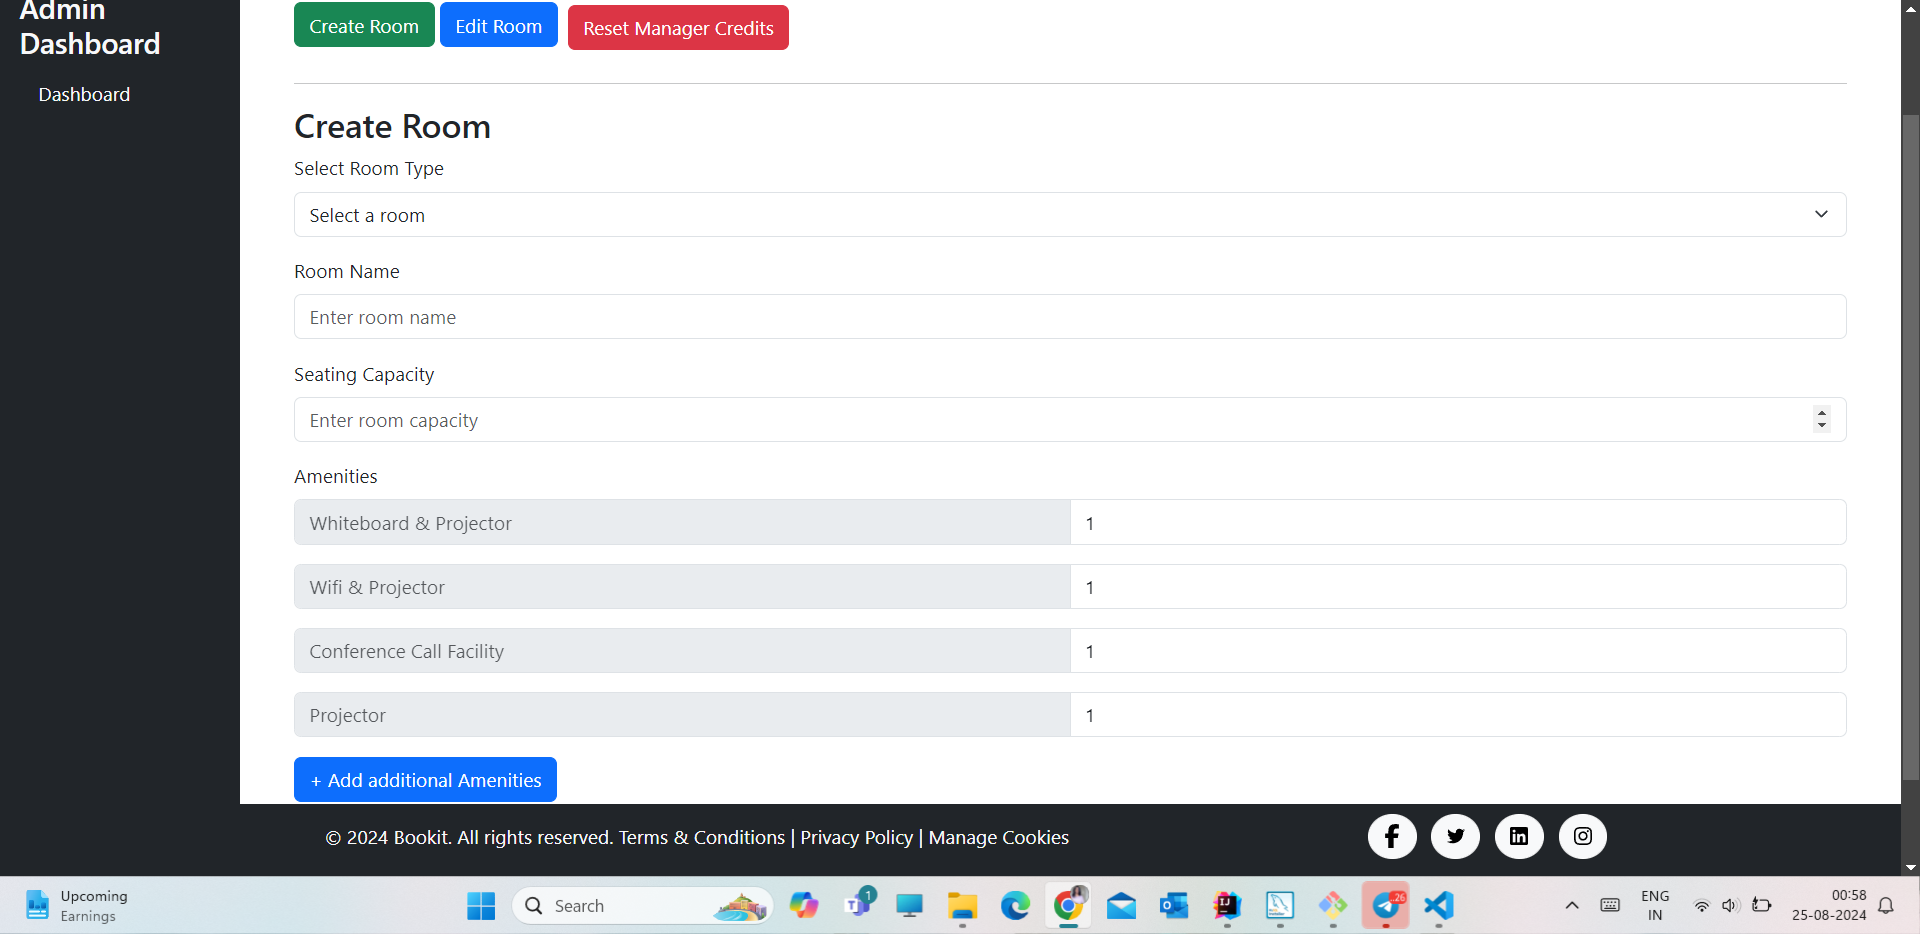 Admin
Dashboard
Dashboard
Create Room
Edit Room
Reset Manager Credits
Create Room
Select Room Type
Select a room
Room Name
Enter room name
Seating Capacity
Enter room capacity
Amenities
Whiteboard & Projector 1
Wifi & Projector 1
Conference Call Facility 1
Projector 1
+ Add additional Amenities
© 2024 Bookit. All rights reserved. Terms & Conditions | Privacy Policy | Manage Cookies
Upcoming
Earnings
Search
1
26
ENG
IN
00:58
25-08-2024